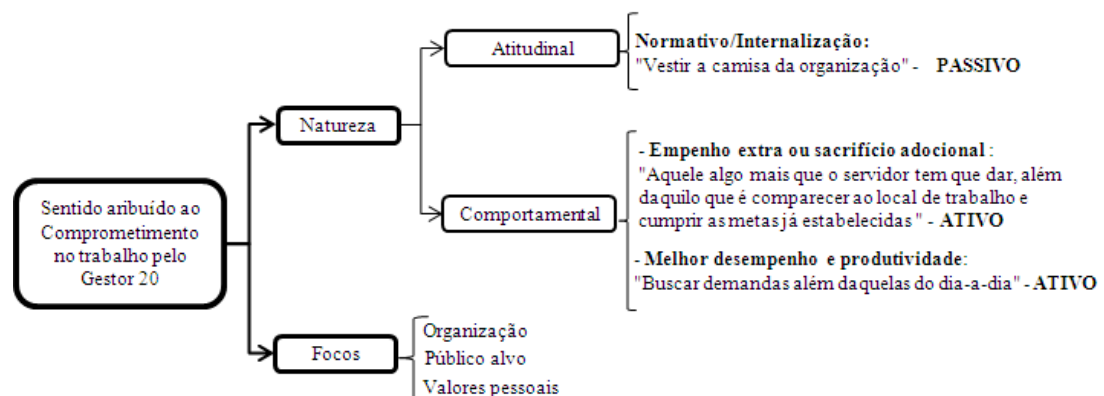 Sentido aribuído ao
Comprometimento
no trabalho pelo
Gestor 20
Natureza
Atitudinal
Normativo/Internalização:
"Vestir a camisa da organização" - PASSIVO
Comportamental
- Empenho extra ou sacrifício adocional :
"Aquele algo mais que o servidor tem que dar, além
daquilo que é comparecer ao local de trabalho e
cumprir as metas já estabelecidas" - ATIVO
- Melhor desempenho e produtividade:
"Buscar demandas além daquelas do dia-a-dia" - ATIVO
Focos
Organização
Público alvo
Valores pessoais